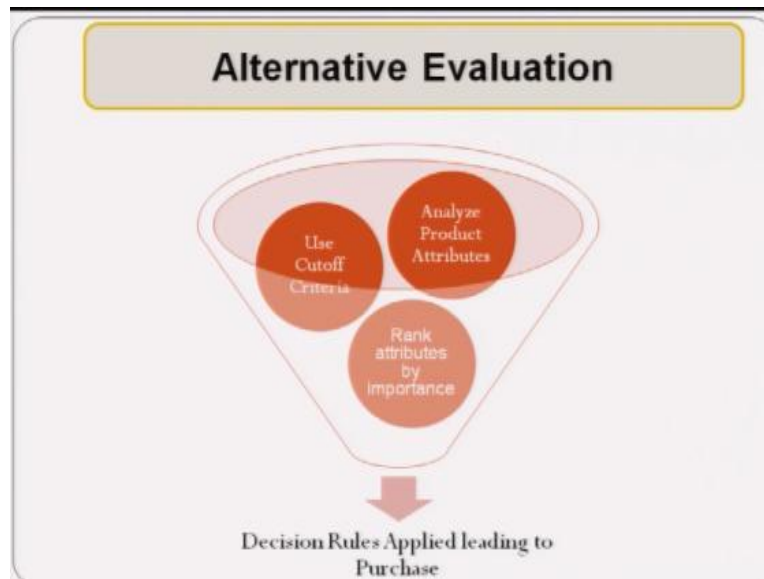 Alternative Evaluation
Analyze
Product
Attributes
Use
Cutoff
Criteria
Rank
attributes
by
importance
Decision Rules Applied leading to
Purchase